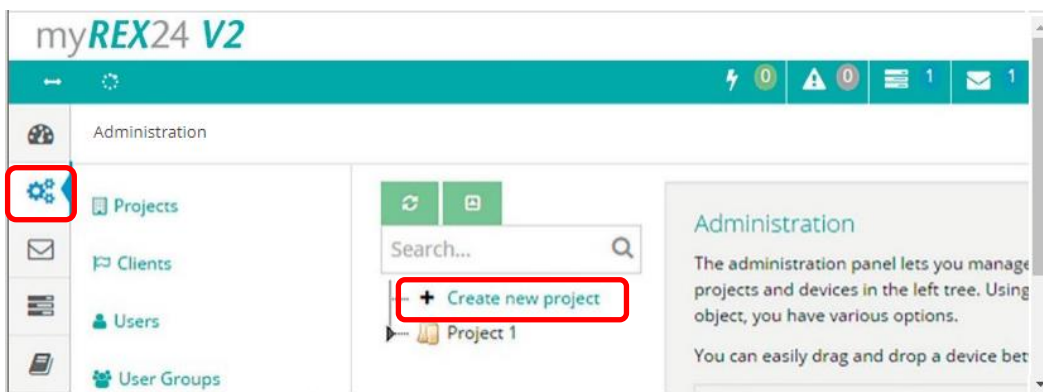 myREX24 V2
0 0 1 1
Administration
Projects
Clients
Users
User Groups
Search...
Create new project
Project 1
Administration
The administration panel lets you manage
projects and devices in the left tree. Using
object, you have various options.
You can easily drag and drop a device bet